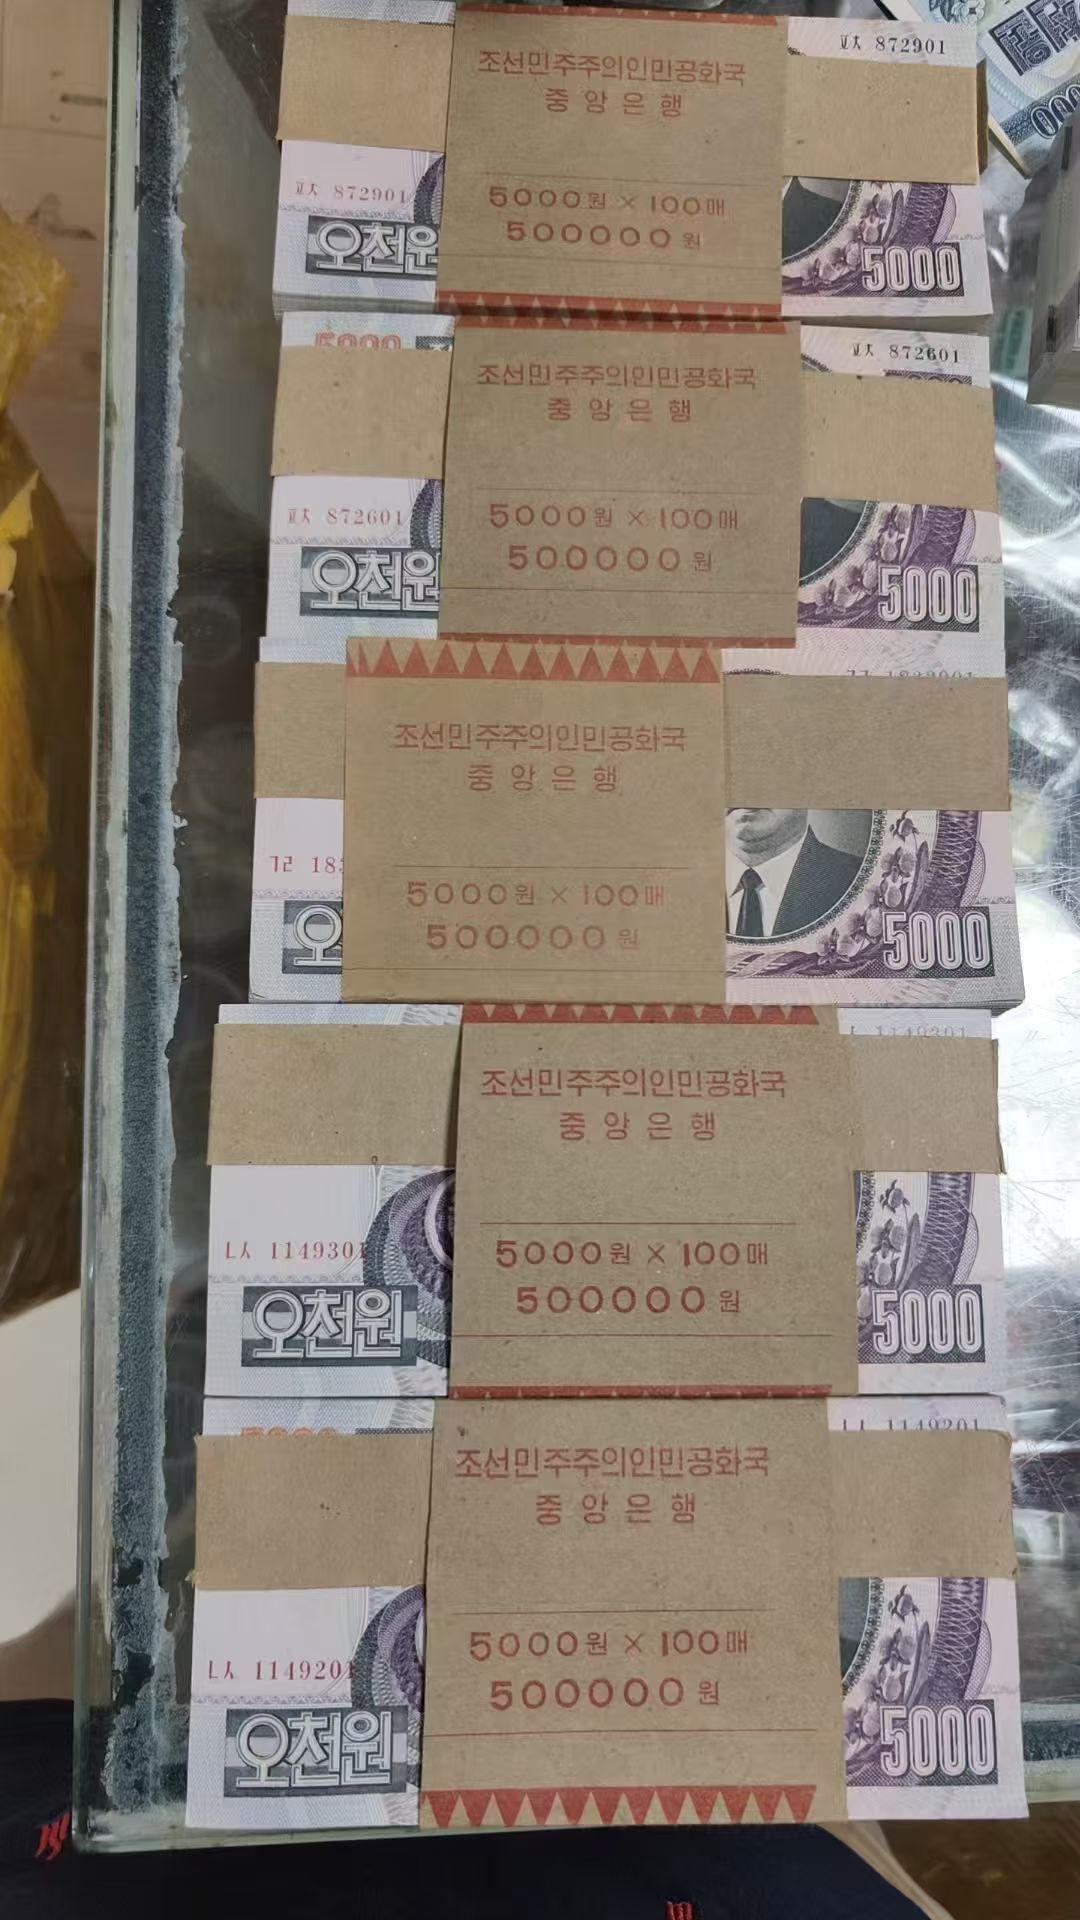 ㅍㅊ 872901
조선민주주의인민공화국
중앙은행
5000원 × 100매
500000원
872901
오천원
5000
5000
872601
조선민주주의인민공화국
중앙은행
5000원 × 100매
500000원
872601
오천원
5000
조선민주주의인민공화국
중앙은행
5000원 × 100매
500000원
ㄱㄹ 18
오
5000
조선민주주의인민공화국
중앙은행
5000원 × 100매
500000원
ㄴㅅ 1149301
오천원
5000
1149201
조선민주주의인민공화국
중앙은행
5000원 × 100매
500000원
ㄴㅅ 1149201
오천원
5000